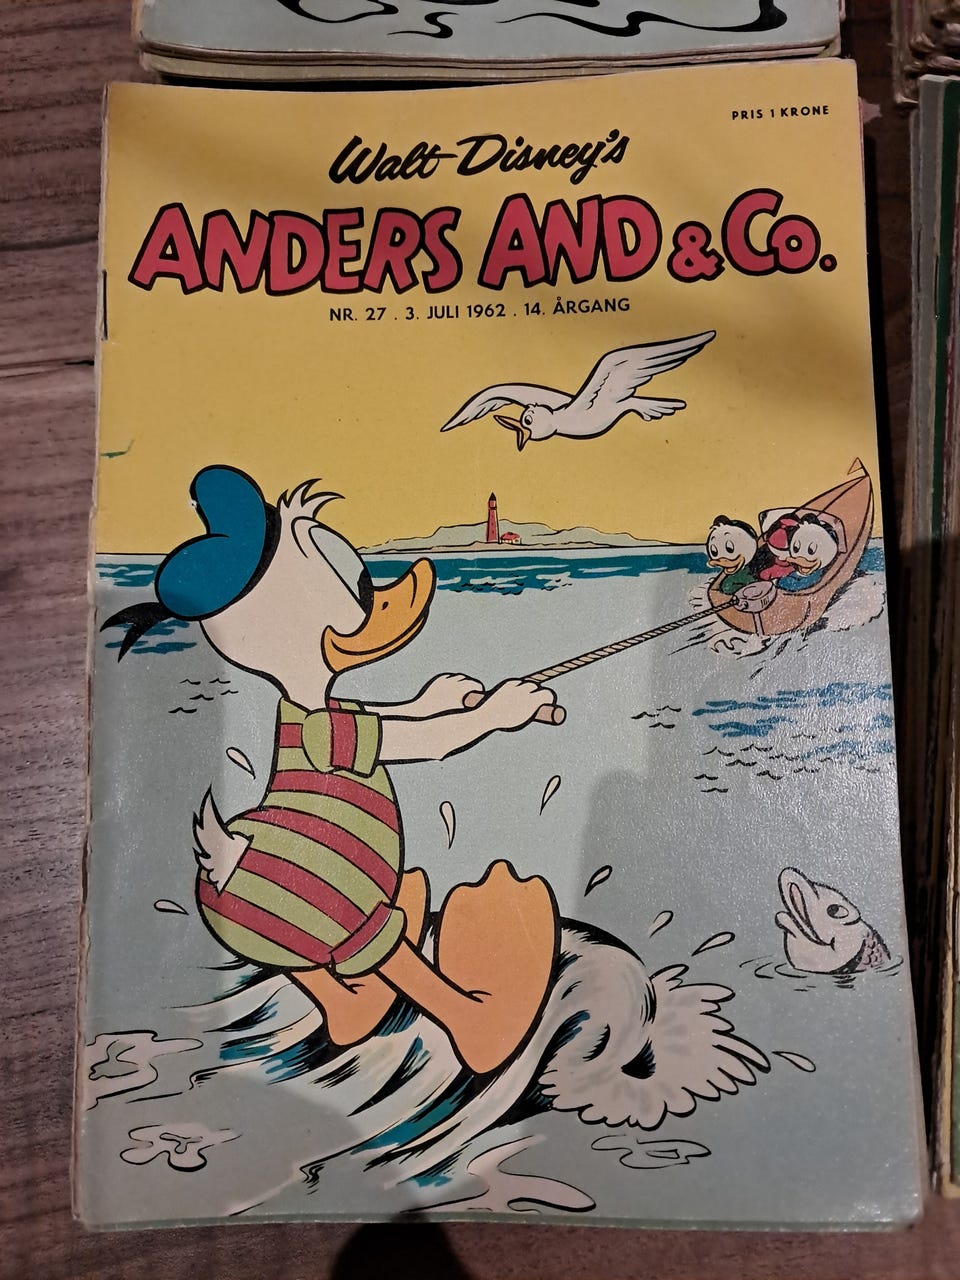 PRIS 1 KRONE
Walt Disney's
ANDERS AND & Co.
NR. 27 . 3. JULI 1962 . 14. ÅRGANG